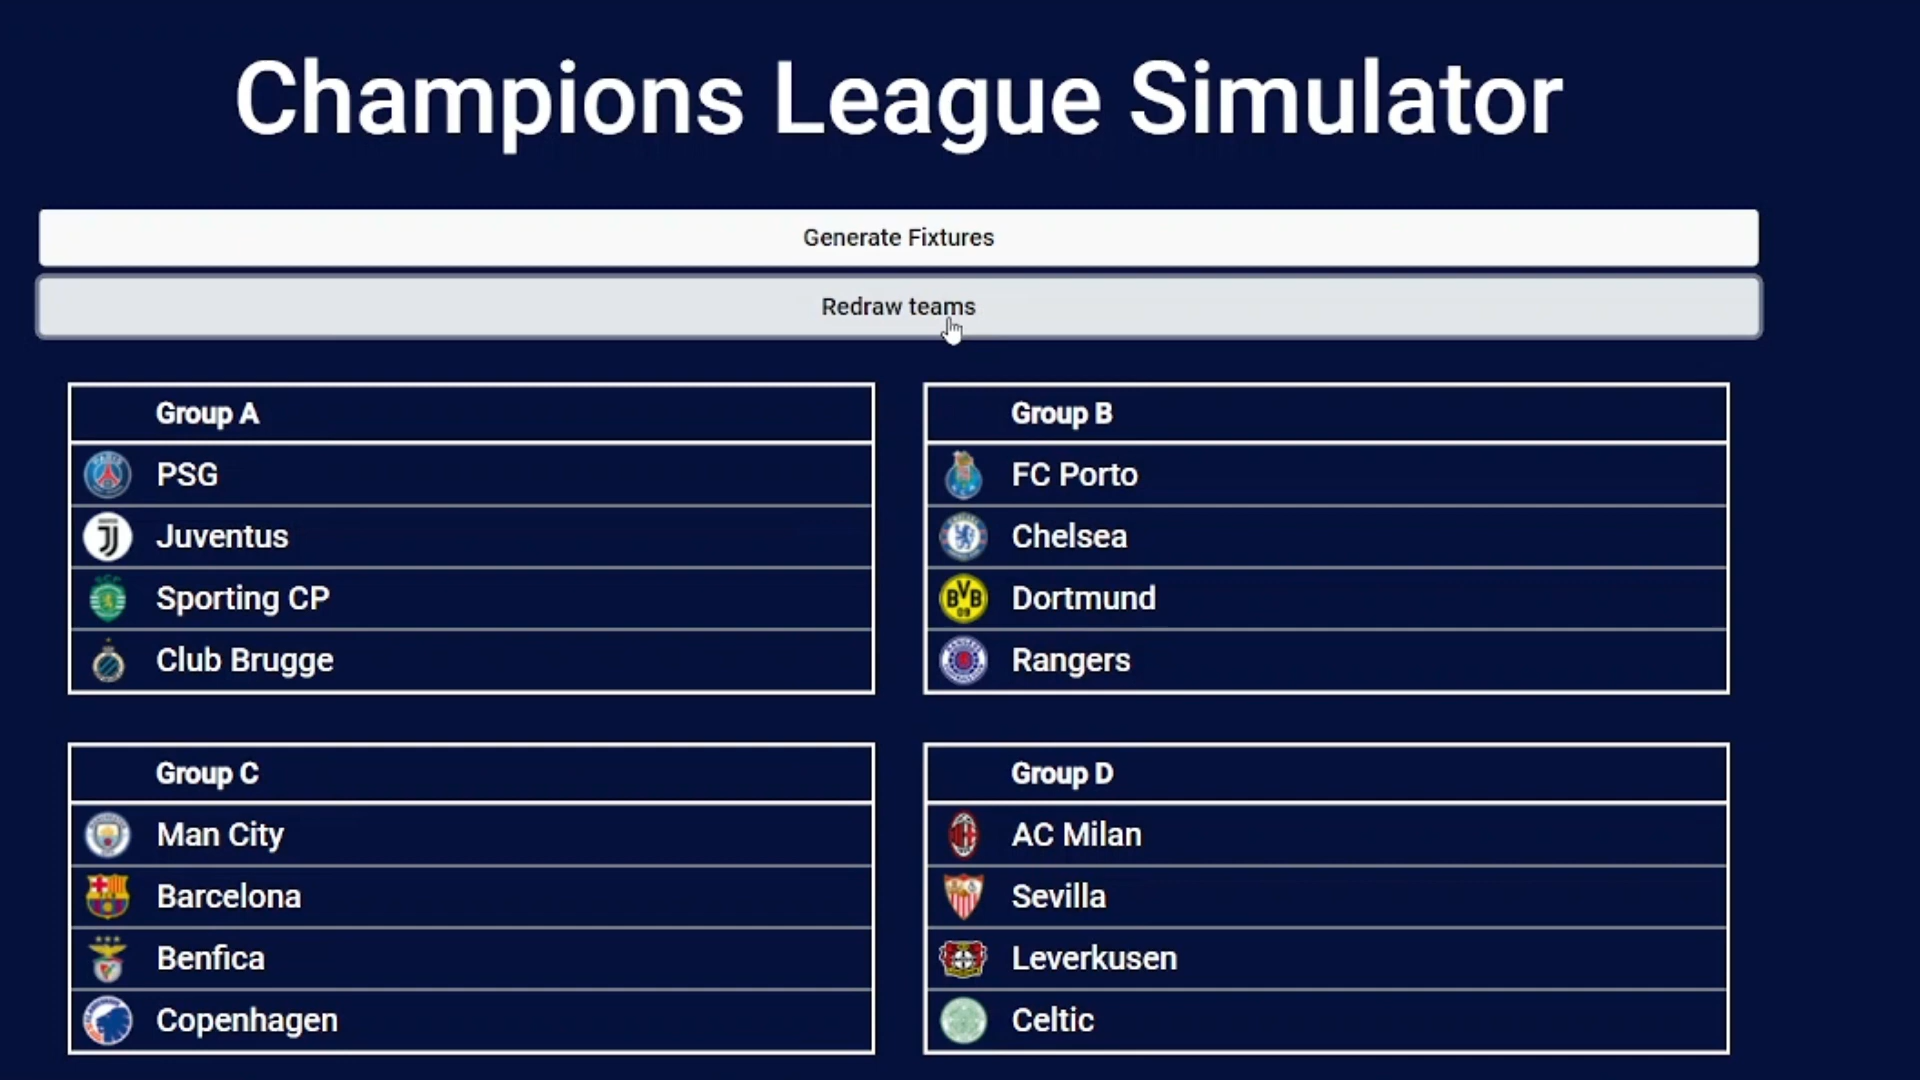 Champions League Simulator
Generate Fixtures
Redraw teams
Group A
PSG
Juventus
Sporting CP
Club Brugge
Group B
FC Porto
Chelsea
Dortmund
Rangers
Group C
Man City
Barcelona
Benfica
Copenhagen
Group D
AC Milan
Sevilla
Leverkusen
Celtic